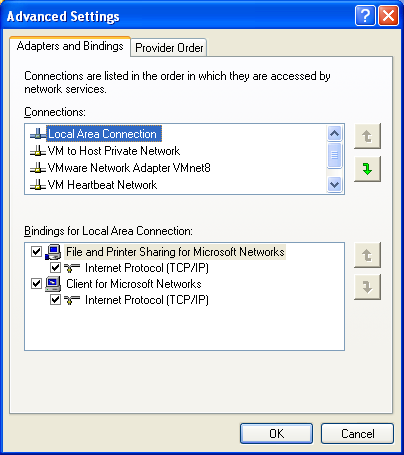 Advanced Settings
Adapters and Bindings
Provider Order
Connections are listed in the order in which they are accessed by
network services.
Connections:
Local Area Connection
VM to Host Private Network
VMware Network Adapter VMnet8
VM Heartbeat Network
Bindings for Local Area Connection:
File and Printer Sharing for Microsoft Networks
Internet Protocol (TCP/IP)
Client for Microsoft Networks
Internet Protocol (TCP/IP)
OK
Cancel